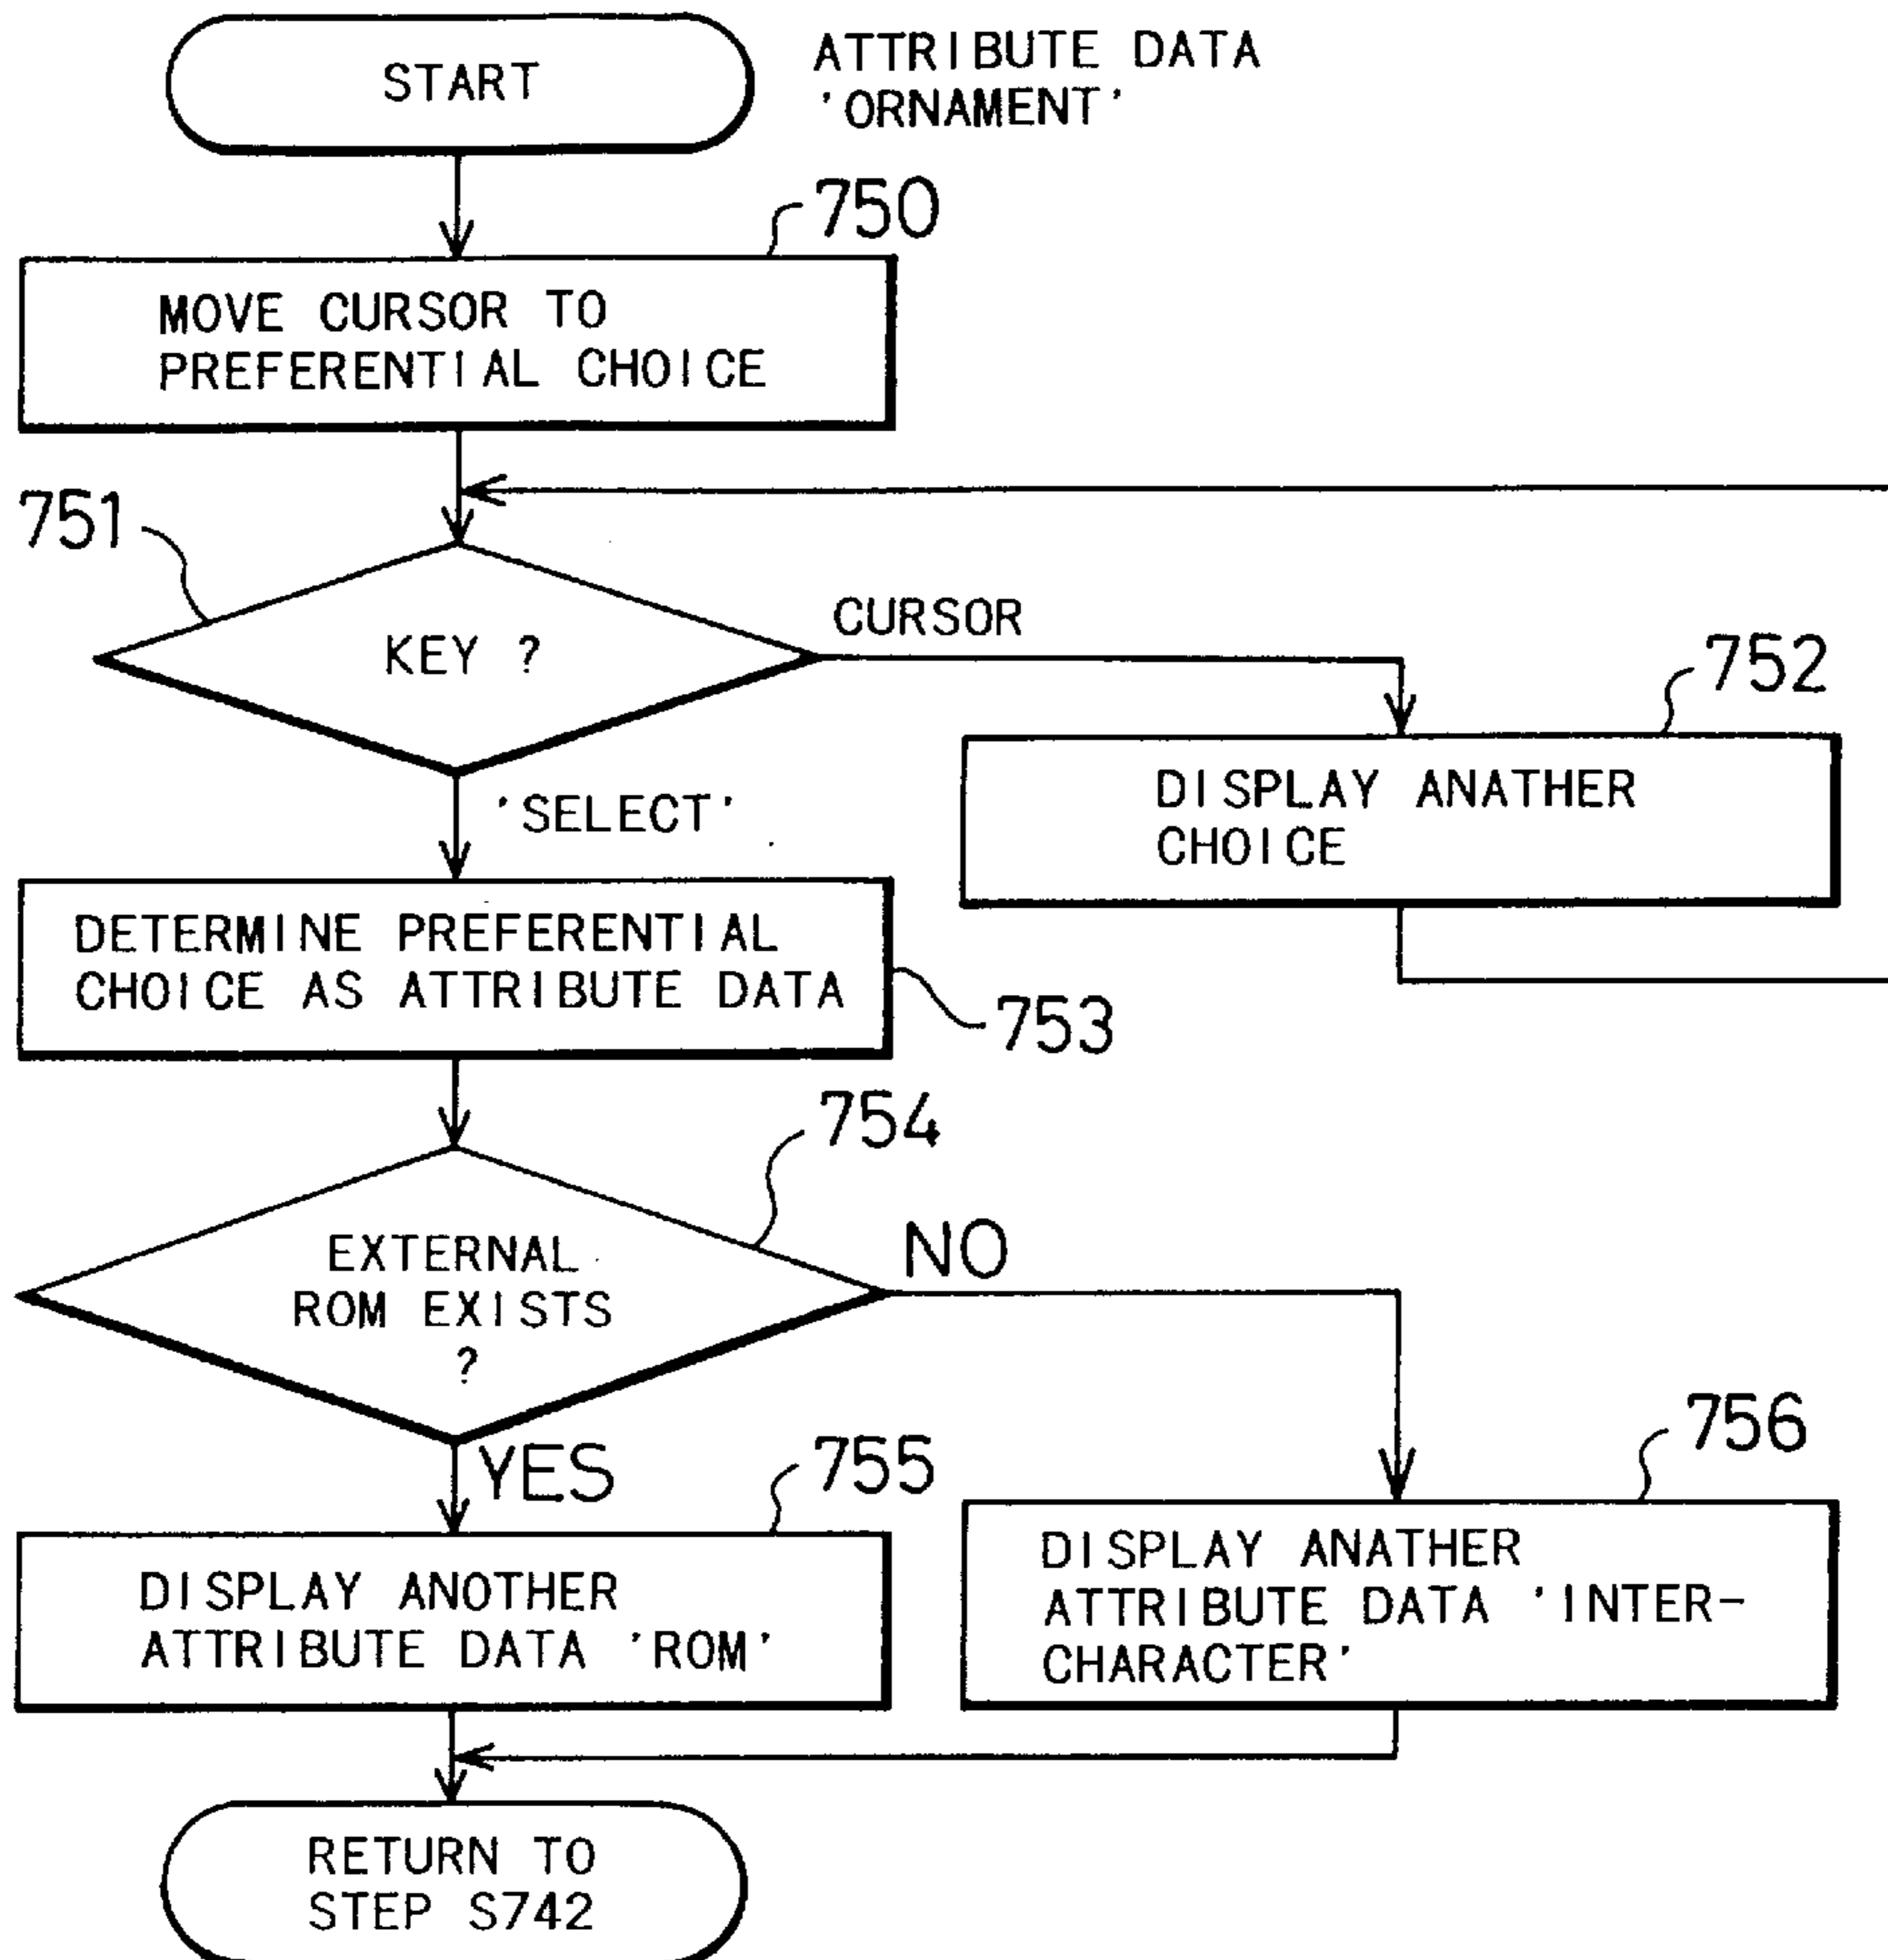 START
ATTRIBUTE DATA
'ORNAMENT'
750
MOVE CURSOR TO
PREFERENTIAL CHOICE
751
KEY ?
CURSOR
752
DISPLAY ANATHER
CHOICE
'SELECT'
DETERMINE PREFERENTIAL
CHOICE AS ATTRIBUTE DATA
753
754
EXTERNAL
ROM EXISTS
?
NO
YES
755
DISPLAY ANOTHER
ATTRIBUTE DATA 'ROM'
756
DISPLAY ANATHER
ATTRIBUTE DATA 'INTER-
CHARACTER'
RETURN TO
STEP S742